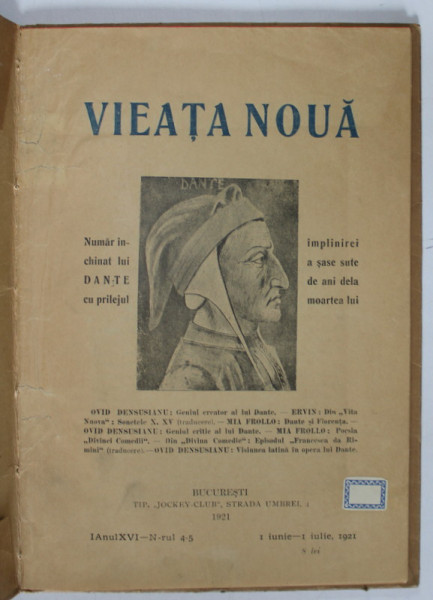 VIEAȚA NOUĂ
DANTE
Număr în-
chinat lui
DANTE
cu prilejul
împlinirei
a șase sute
de ani dela
moartea lui
OVID DENSUSIANU: Geniul creator al lui Dante. — ERVIN: Din „Vita
Nuova“: Sonetele X, XV (traducere). — MIA FROLLO: Dante și Florența. —
OVID DENSUSIANU: Geniul critic al lui Dante. — MIA FROLLO: Poesia
„Divinei Comedii“. — Din „Divina Comedie“: Episodul „Francesca da Ri-
mini“ (traducere). — OVID DENSUSIANU: Visiunea latină în opera lui Dante.
BUCUREȘTI
TIP. „JOCKEY-CLUB“, STRADA UMBREI, 4
1921
Anul XVI—N-rul 4-5
1 iunie—1 iulie, 1921
lei